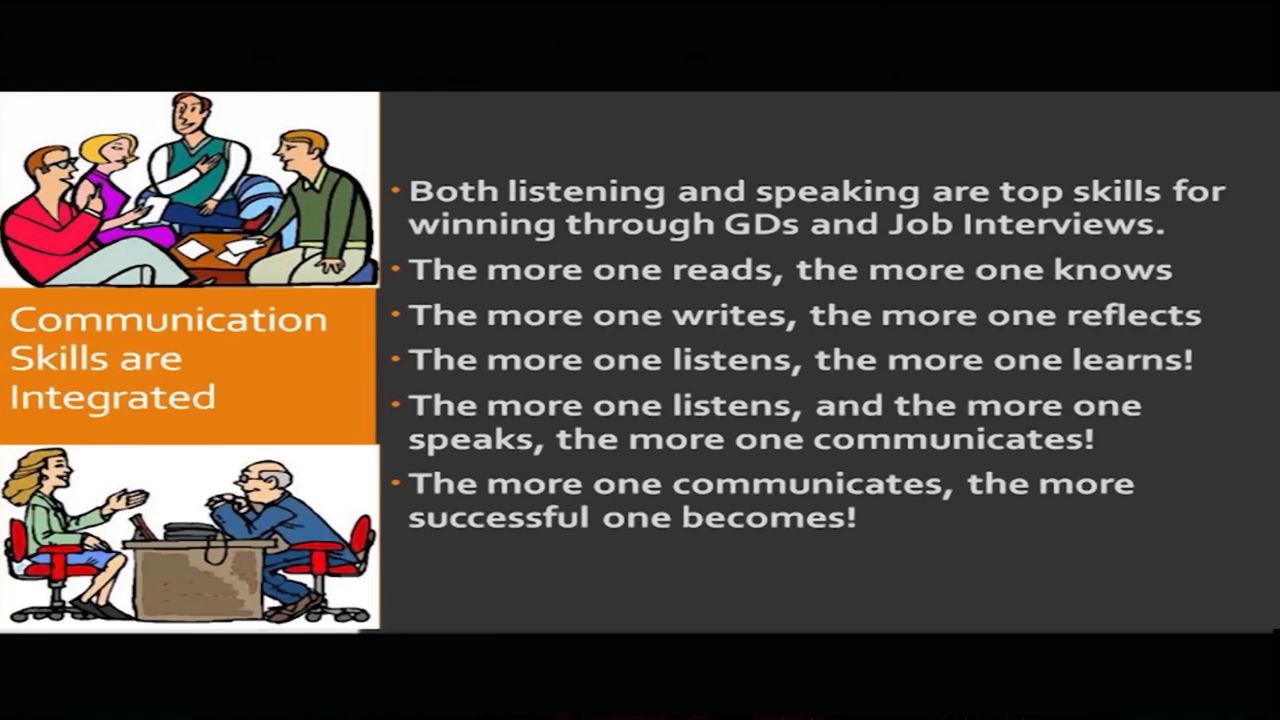 Communication
Skills are
Integrated
• Both listening and speaking are top skills for
winning through GDs and Job Interviews.
• The more one reads, the more one knows
• The more one writes, the more one reflects
• The more one listens, the more one learns!
• The more one listens, and the more one
speaks, the more one communicates!
• The more one communicates, the more
successful one becomes!